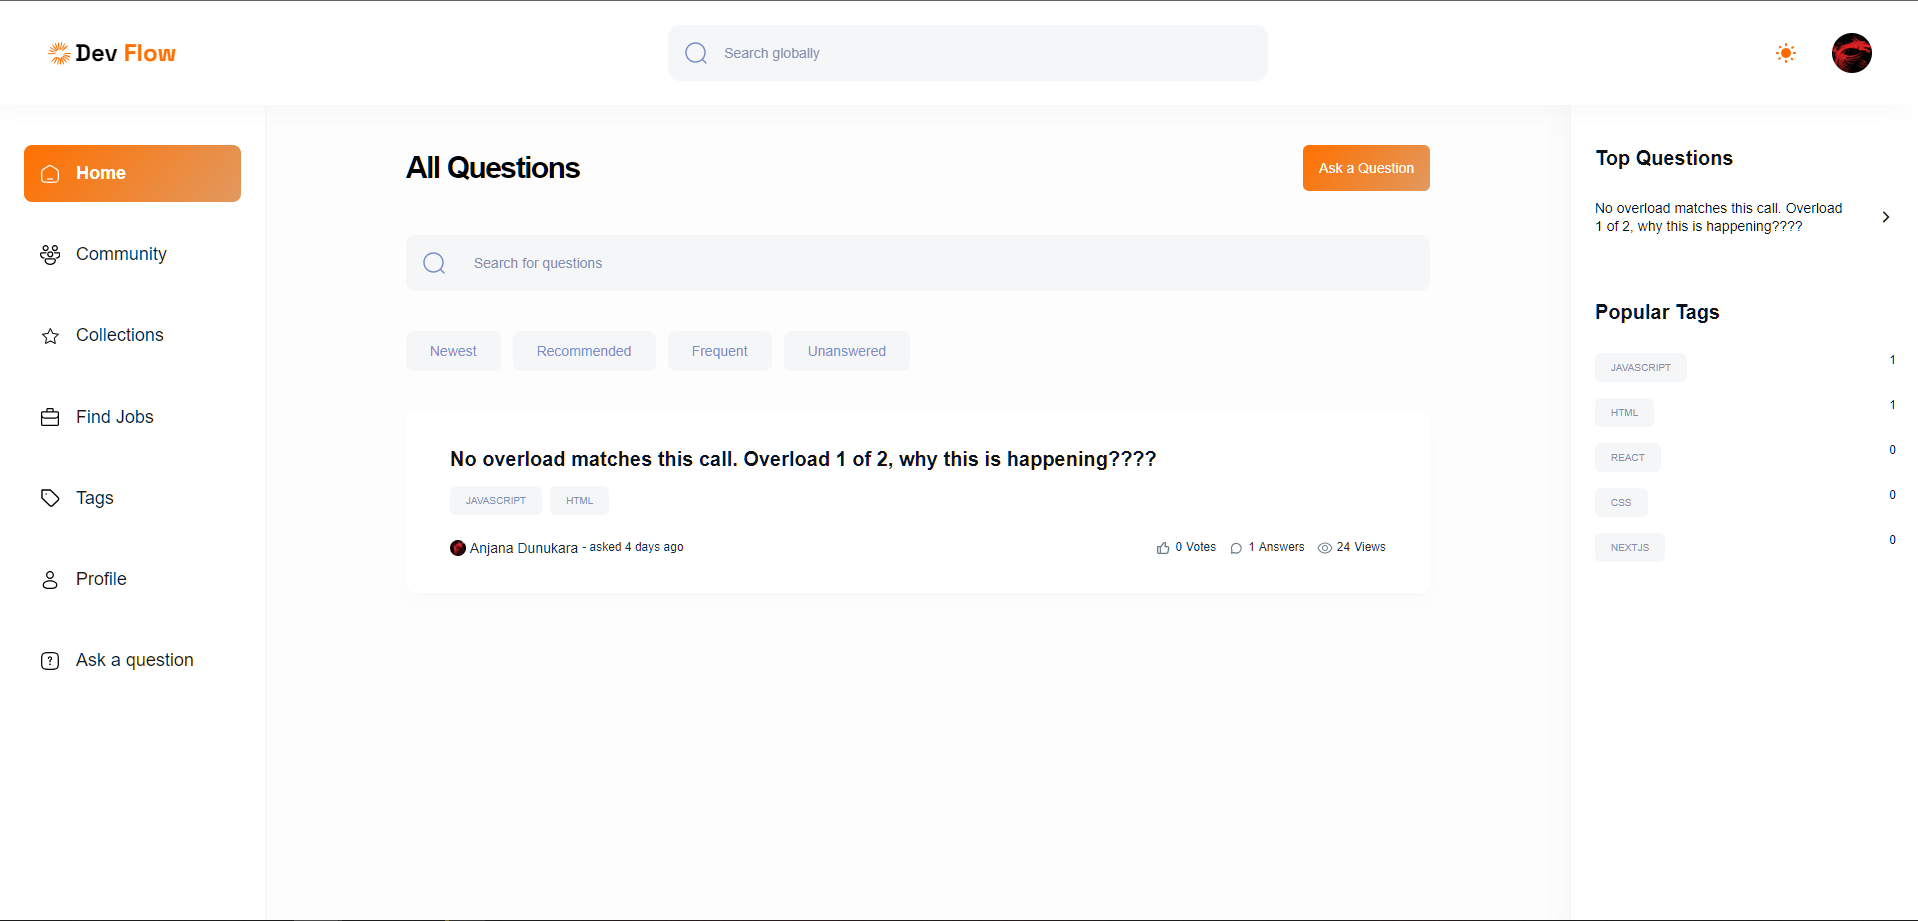 Dev Flow
Search globally
Home
Community
Collections
Find Jobs
Tags
Profile
Ask a question
All Questions
Ask a Question
Search for questions
Newest
Recommended
Frequent
Unanswered
No overload matches this call. Overload 1 of 2, why this is happening????
JAVASCRIPT
HTML
Anjana Dunukara - asked 4 days ago
0 Votes
1 Answers
24 Views
Top Questions
No overload matches this call. Overload
1 of 2, why this is happening????
Popular Tags
JAVASCRIPT 1
HTML 1
REACT 0
CSS 0
NEXTJS 0